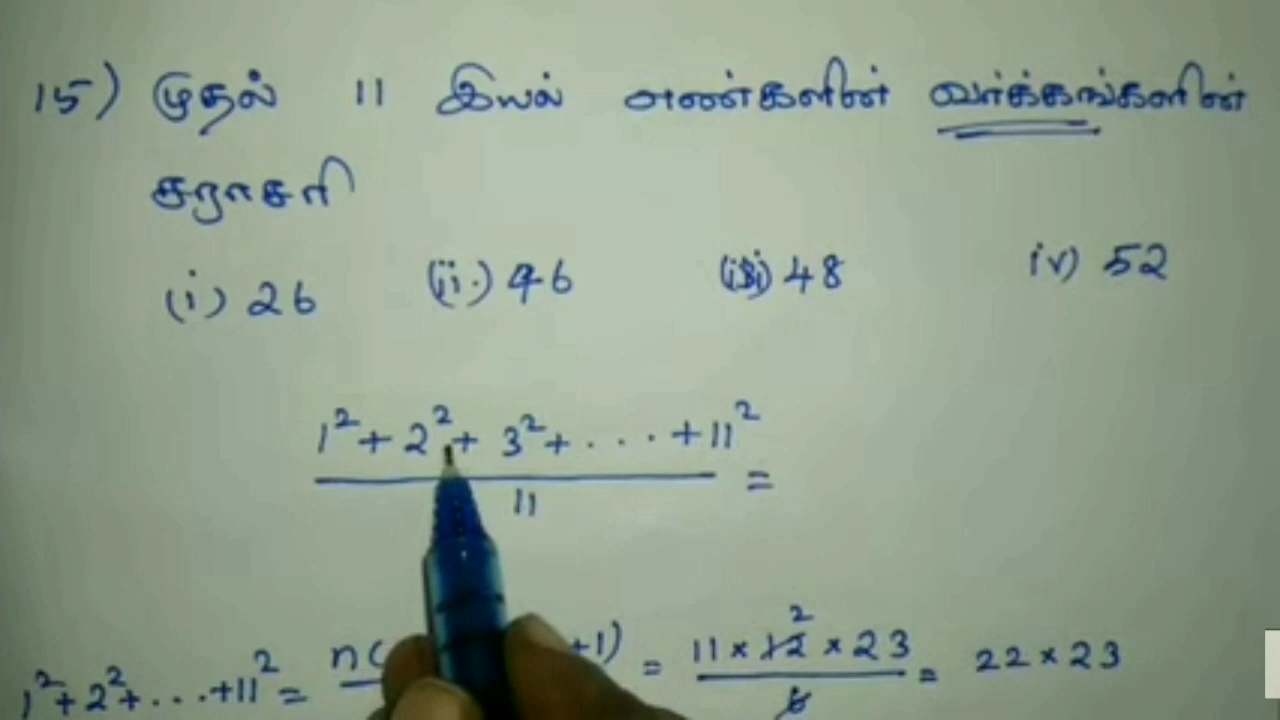 15) முதல் 11 இயல் எண்களின் வர்க்கங்களின்
சராசரி
(i) 26 (ii.) 46 (iii) 48 iv) 52
1² + 2² + 3² + . . . + 11²
11 =
1² + 2² + . . . + 11² = n( +1) = 11 × 12 2 × 23 = 22 × 23
6